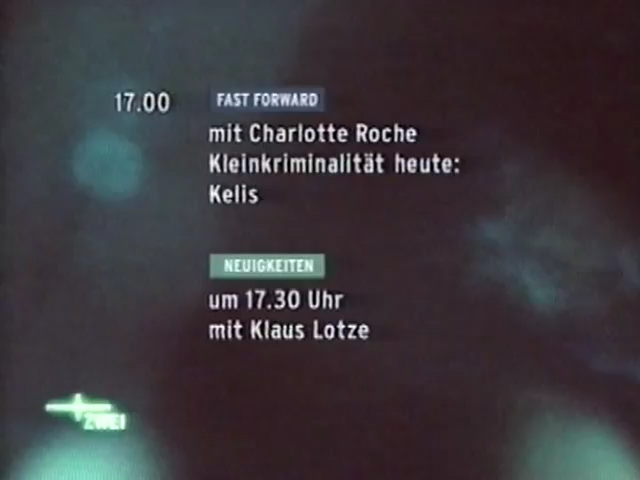 17.00 FAST FORWARD
mit Charlotte Roche
Kleinkriminalität heute:
Kelis
NEUIGKEITEN
um 17.30 Uhr
mit Klaus Lotze
ZWEI